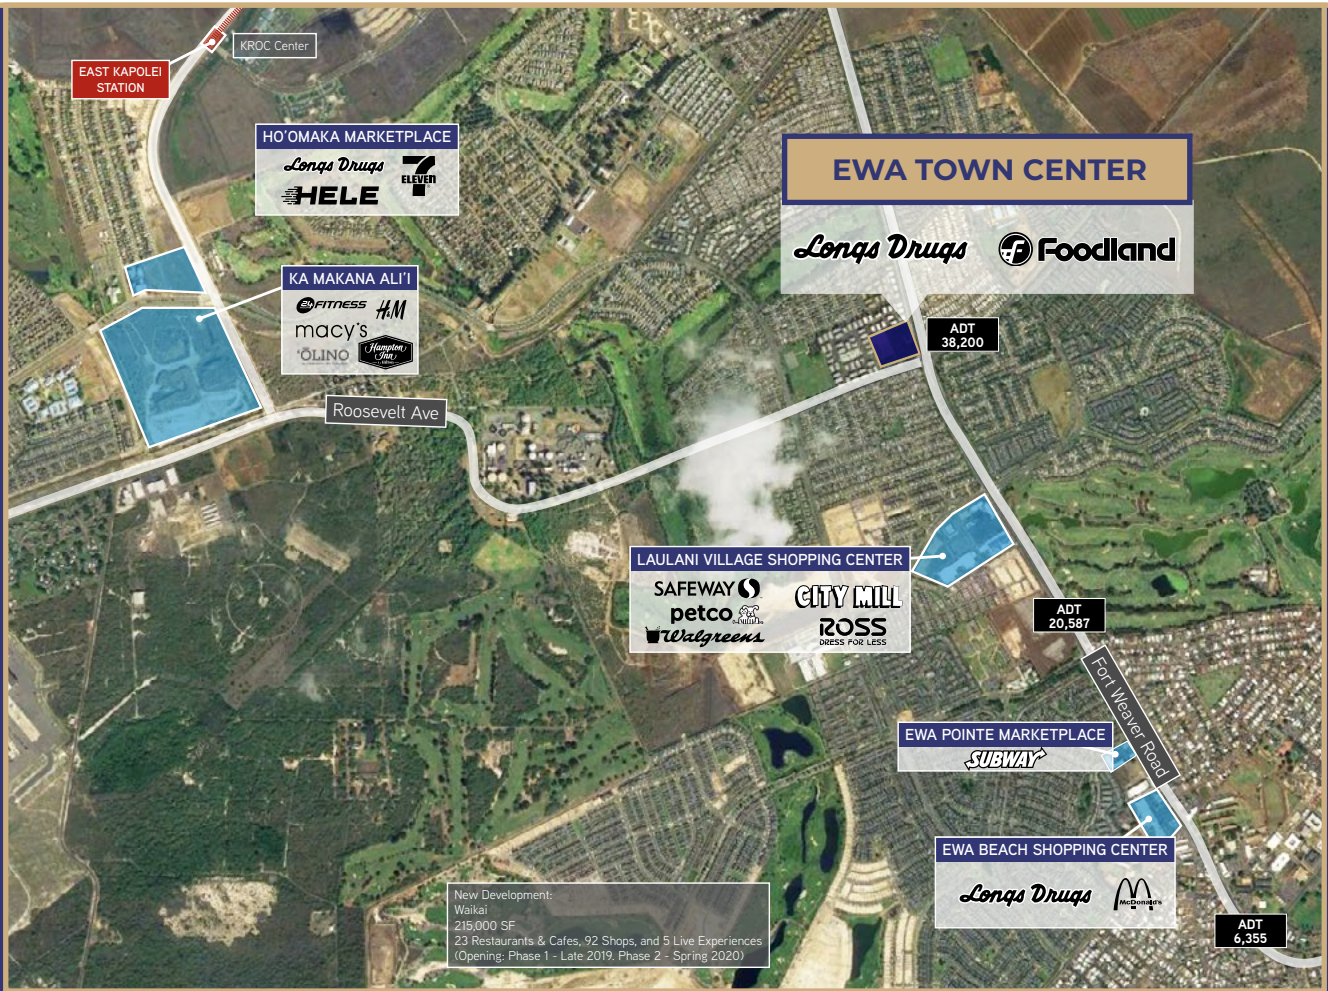 KROC Center
EAST KAPOLEI
STATION
HO'OMAKA MARKETPLACE
Longs Drugs
7
ELEVEN
HELE
EWA TOWN CENTER
Longs Drugs
Foodland
KA MAKANA ALI'I
24 FITNESS
H&M
macy's
'ŌLINO
Hampton
Inn
ADT
38,200
Roosevelt Ave
LAULANI VILLAGE SHOPPING CENTER
SAFEWAY
CITY MILL
petco
Walgreens
ROSS
DRESS FOR LESS
ADT
20,587
Fort Weaver Road
EWA POINTE MARKETPLACE
SUBWAY
EWA BEACH SHOPPING CENTER
Longs Drugs
McDonald's
New Development:
Waikai
215,000 SF
23 Restaurants & Cafes, 92 Shops, and 5 Live Experiences
(Opening: Phase 1 - Late 2019. Phase 2 - Spring 2020)
ADT
6,355